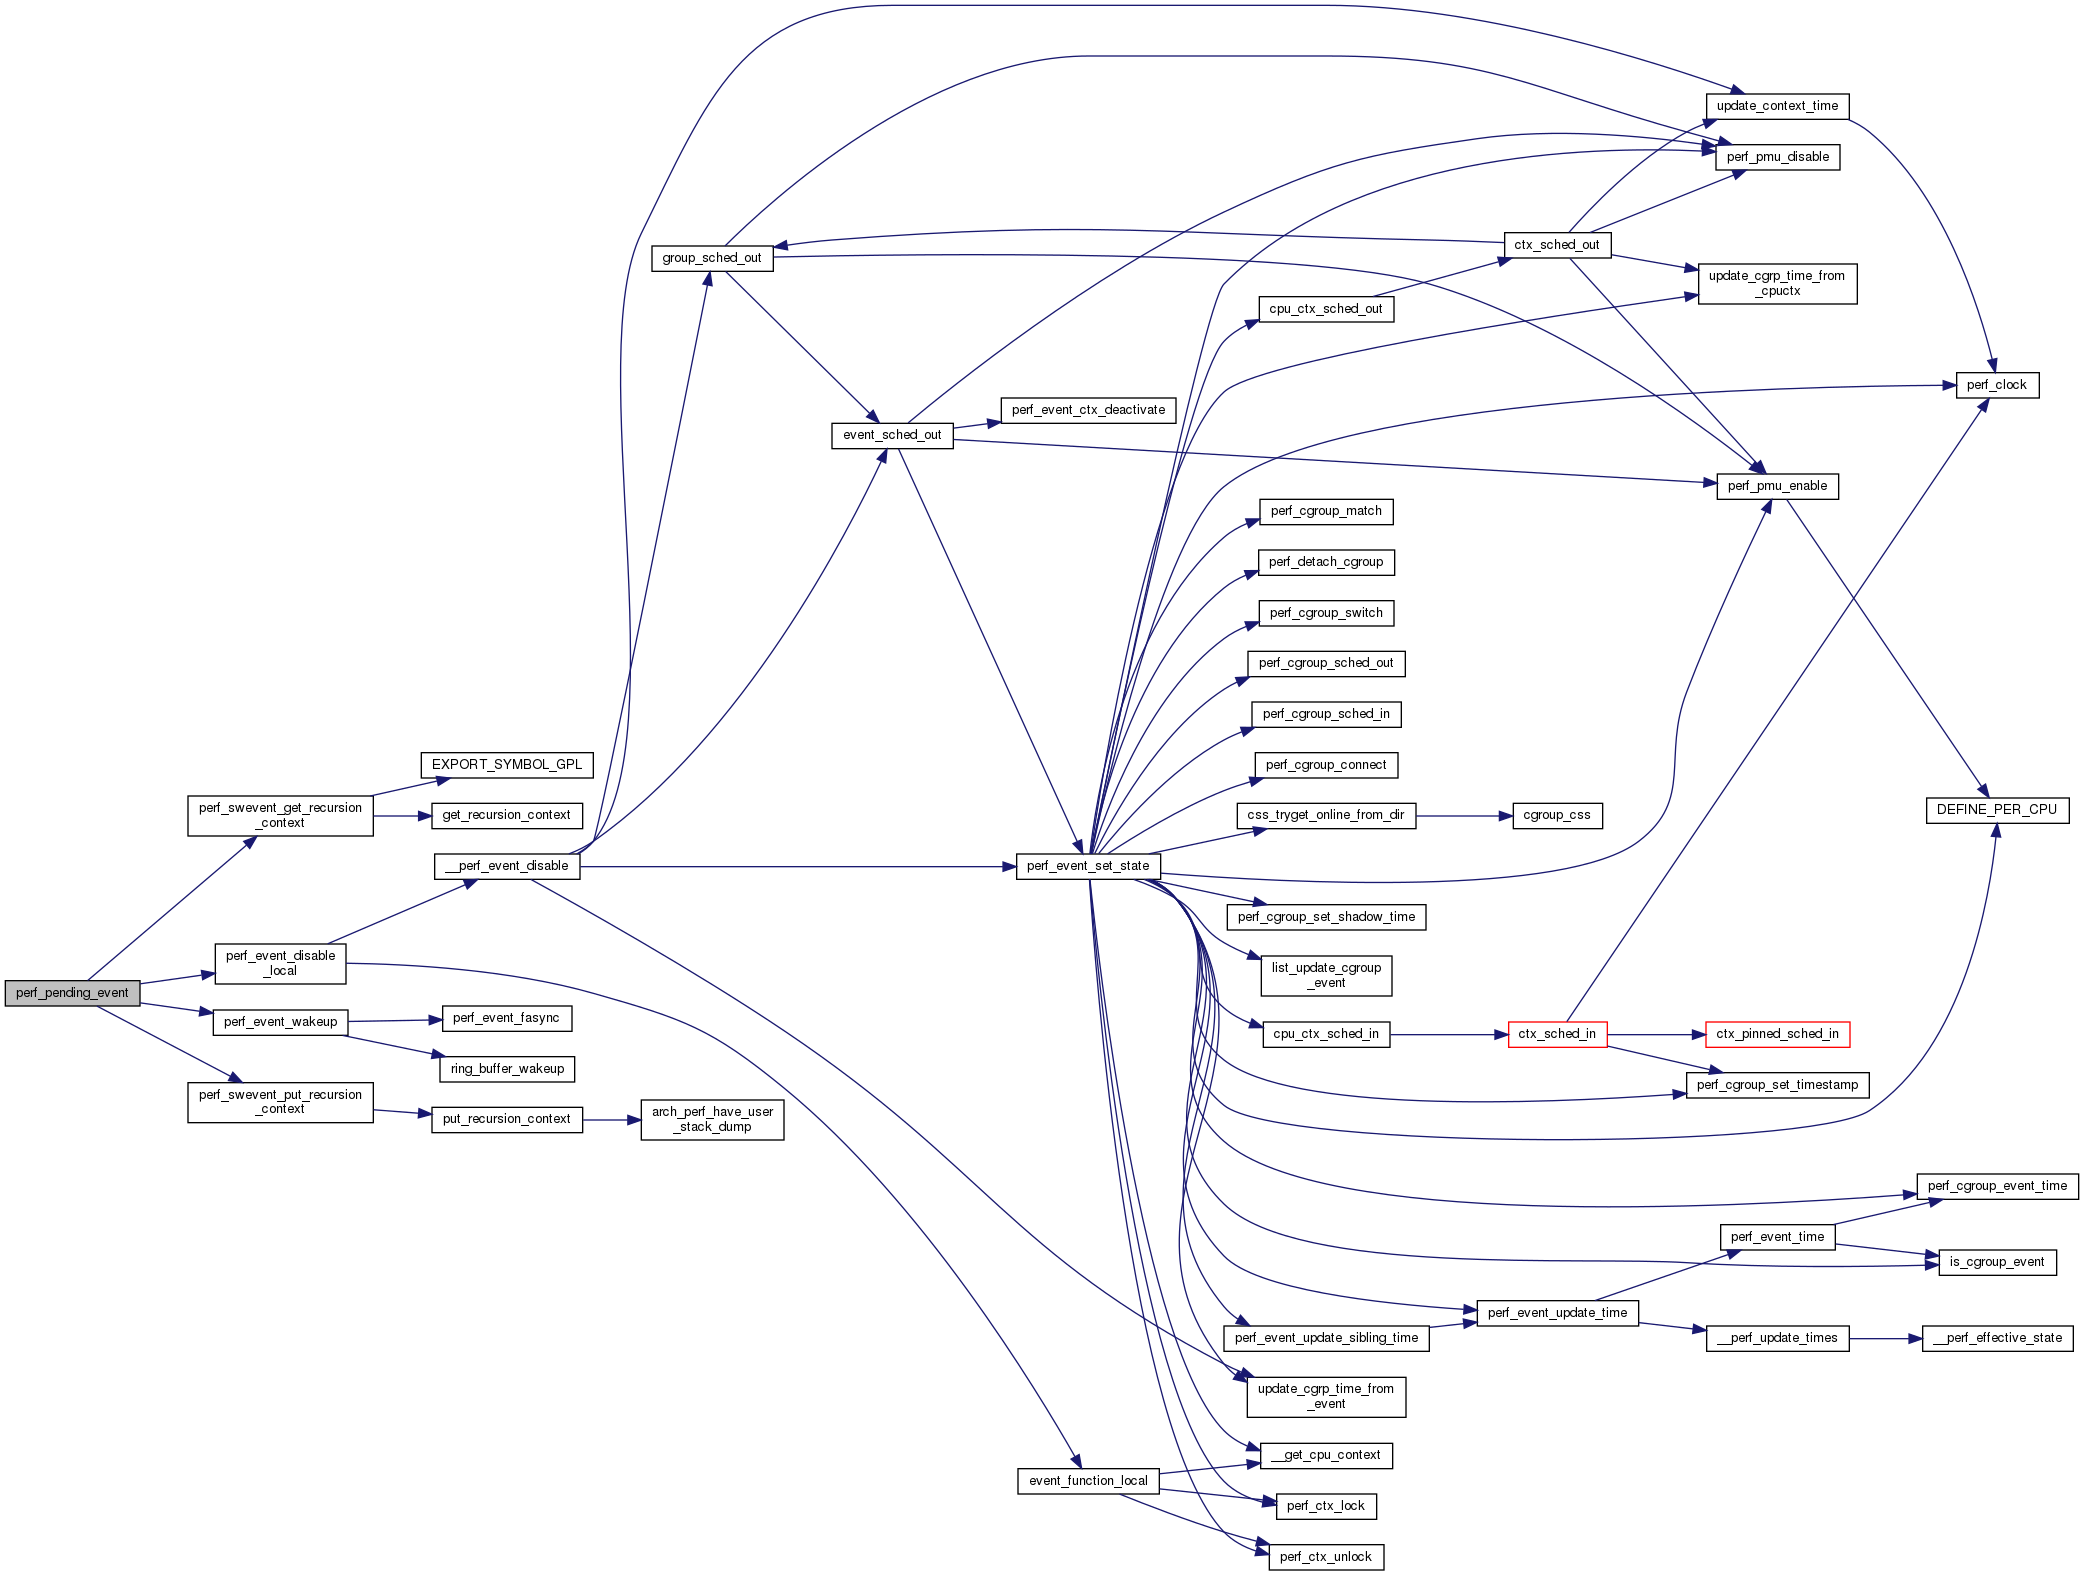 update_context_time
perf_pmu_disable
ctx_sched_out
group_sched_out
update_cgrp_time_from
_cpuctx
cpu_ctx_sched_out
perf_clock
perf_event_ctx_deactivate
event_sched_out
perf_pmu_enable
perf_cgroup_match
perf_detach_cgroup
perf_cgroup_switch
perf_cgroup_sched_out
perf_cgroup_sched_in
EXPORT_SYMBOL_GPL
perf_cgroup_connect
perf_swevent_get_recursion
_context
get_recursion_context
css_tryget_online_from_dir
cgroup_css
DEFINE_PER_CPU
__perf_event_disable
perf_event_set_state
perf_cgroup_set_shadow_time
perf_event_disable
_local
list_update_cgroup
_event
perf_pending_event
perf_event_wakeup
perf_event_fasync
cpu_ctx_sched_in
ctx_sched_in
ctx_pinned_sched_in
ring_buffer_wakeup
perf_cgroup_set_timestamp
perf_swevent_put_recursion
_context
put_recursion_context
arch_perf_have_user
_stack_dump
perf_cgroup_event_time
perf_event_time
is_cgroup_event
perf_event_update_time
perf_event_update_sibling_time
__perf_update_times
__perf_effective_state
update_cgrp_time_from
_event
__get_cpu_context
event_function_local
perf_ctx_lock
perf_ctx_unlock